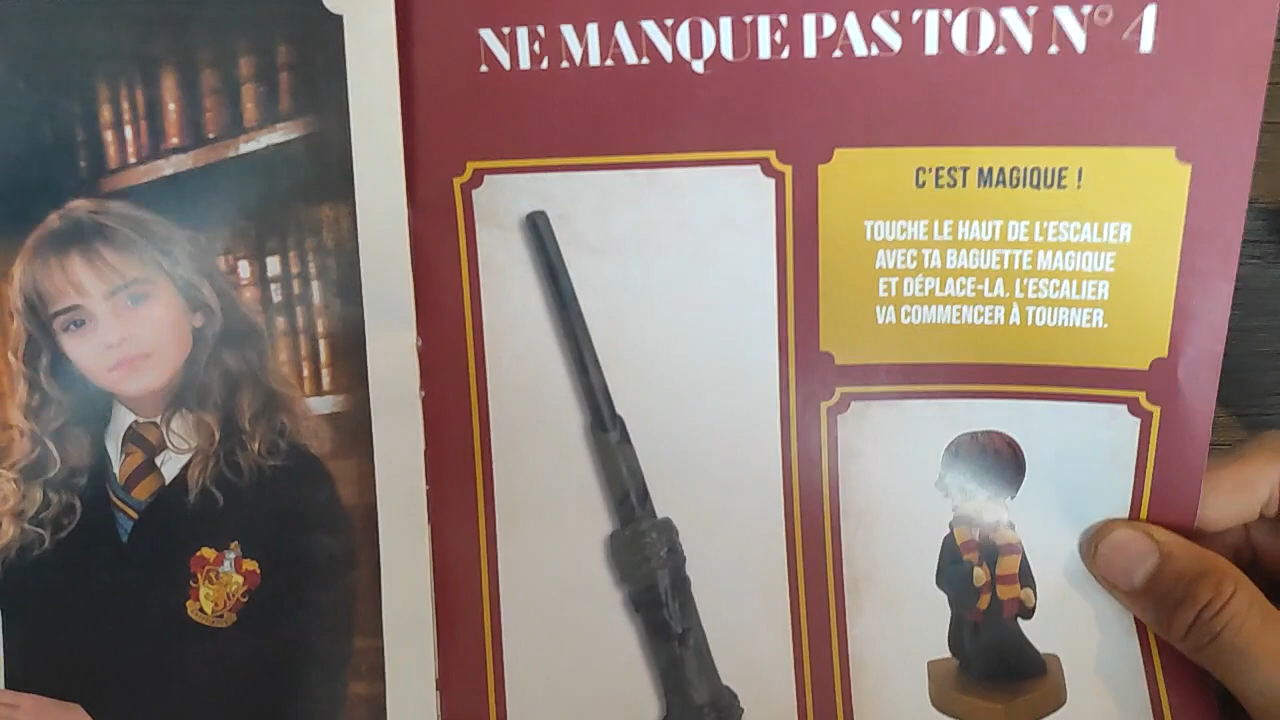 NE MANQUE PAS TON N° 4
C'EST MAGIQUE !
TOUCHE LE HAUT DE L'ESCALIER
AVEC TA BAGUETTE MAGIQUE
ET DÉPLACE-LA. L'ESCALIER
VA COMMENCER À TOURNER.